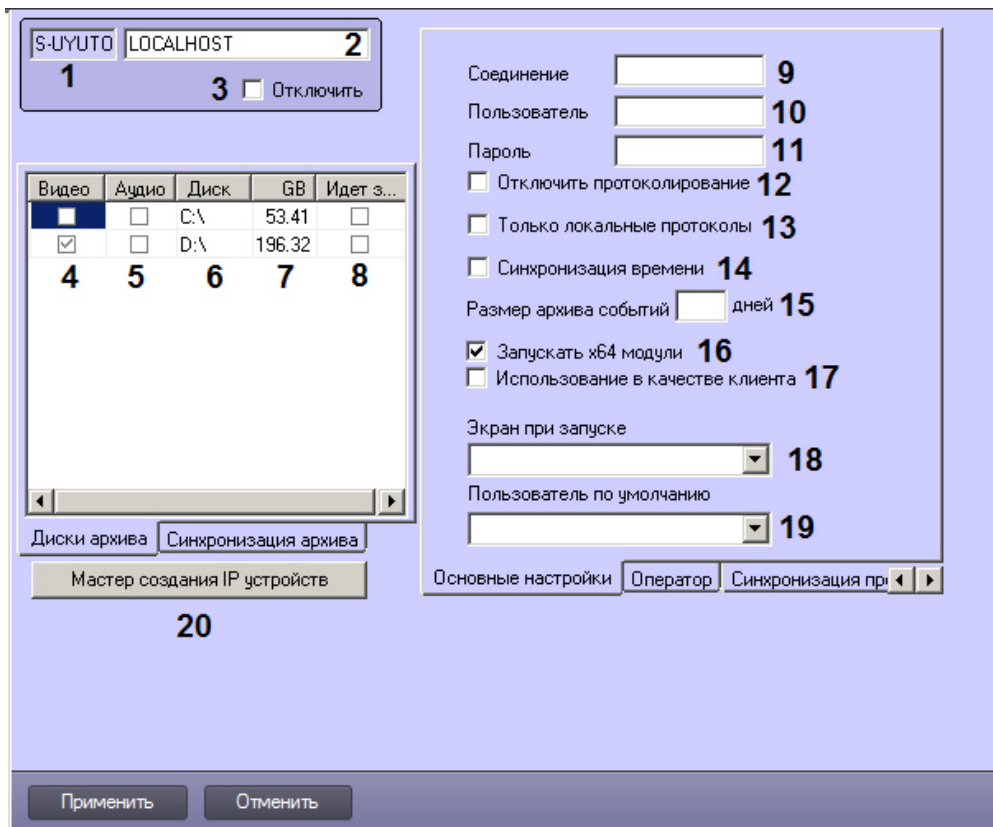 S-UYUTO LOCALHOST 2
1
3 Отключить
Видео Аудио Диск GB Идет з...
C:\ 53.41
D:\ 196.32
4 5 6 7 8
Диски архива Синхронизация архива
Мастер создания IP устройств
20
Соединение 9
Пользователь 10
Пароль 11
Отключить протоколирование 12
Только локальные протоколы 13
Синхронизация времени 14
Размер архива событий дней 15
Запускать x64 модули 16
Использование в качестве клиента 17
Экран при запуске
18
Пользователь по умолчанию
19
Основные настройки Оператор Синхронизация пр
Применить Отменить